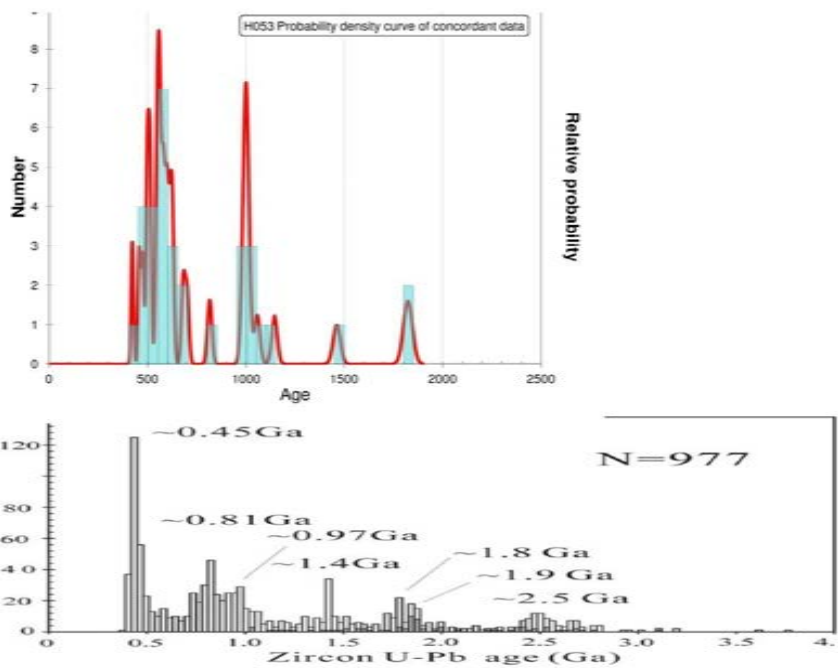 H053 Probability density curve of concordant data
8
7
6
5
4
3
2
1
0
Number
Relative probability
0 500 1000 1500 2000 2500
Age
120
80
60
40
20
0
~0.45Ga
N=977
~0.81Ga
~0.97Ga
~1.4Ga
~1.8 Ga
~1.9 Ga
~2.5 Ga
0 0.5 1.0 1.5 2.0 2.5 3.0 3.5 4.
Zircon U-Pb age (Ga)